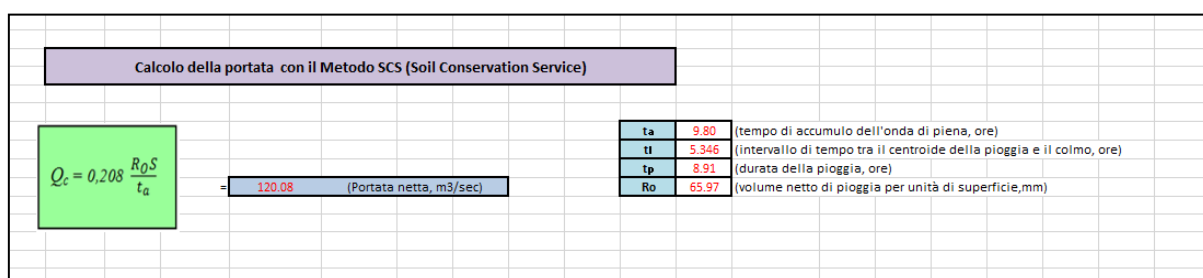 Calcolo della portata con il Metodo SCS (Soil Conservation Service)
ta 9.80 (tempo di accumulo dell'onda di piena, ore)
tl 5.346 (intervallo di tempo tra il centroide della pioggia e il colmo, ore)
tp 8.91 (durata della pioggia, ore)
Ro 65.97 (volume netto di pioggia per unità di superficie,mm)
Q_c = 0,208 R_0S / t_a
= 120.08 (Portata netta, m3/sec)